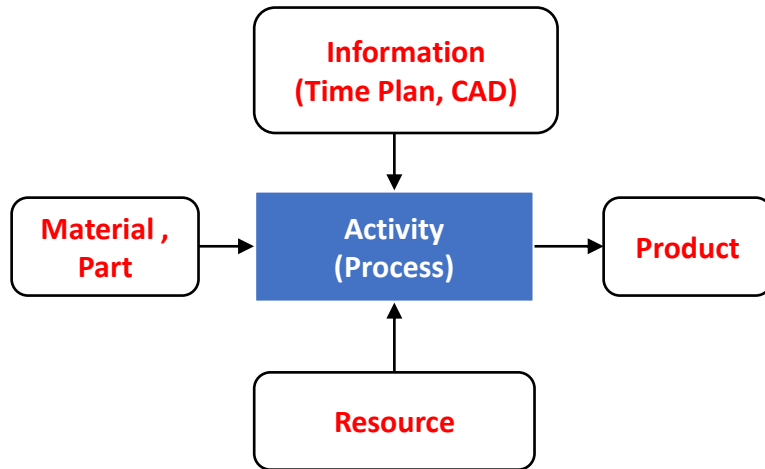 Information
(Time Plan, CAD)
Material ,
Part
Activity
(Process)
Product
Resource